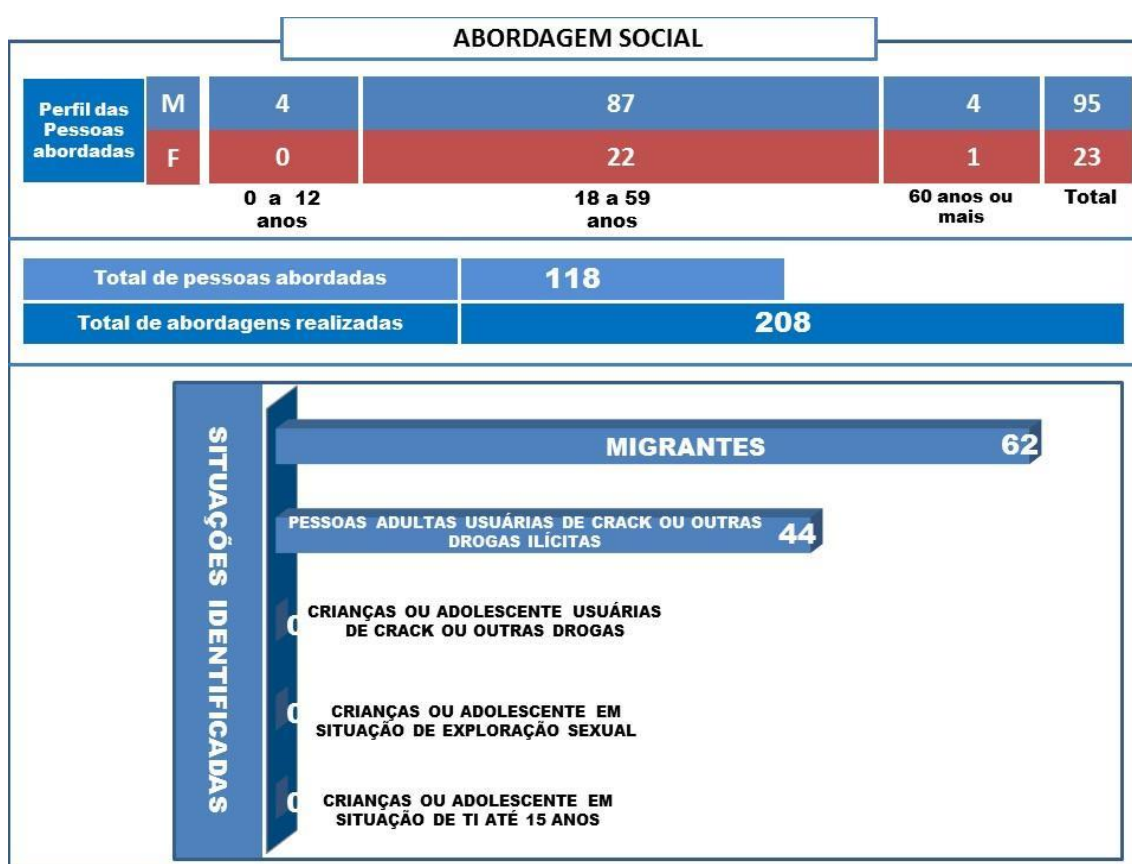 ABORDAGEM SOCIAL
Perfil das
Pessoas
abordadas
M 4 87 4 95
F 0 22 1 23
0 a 12
anos
18 a 59
anos
60 anos ou
mais
Total
Total de pessoas abordadas 118
Total de abordagens realizadas 208
SITUAÇÕES IDENTIFICADAS
MIGRANTES 62
PESSOAS ADULTAS USUÁRIAS DE CRACK OU OUTRAS
DROGAS ILÍCITAS 44
0 CRIANÇAS OU ADOLESCENTE USUÁRIAS
DE CRACK OU OUTRAS DROGAS
0 CRIANÇAS OU ADOLESCENTE EM
SITUAÇÃO DE EXPLORAÇÃO SEXUAL
0 CRIANÇAS OU ADOLESCENTE EM
SITUAÇÃO DE TI ATÉ 15 ANOS